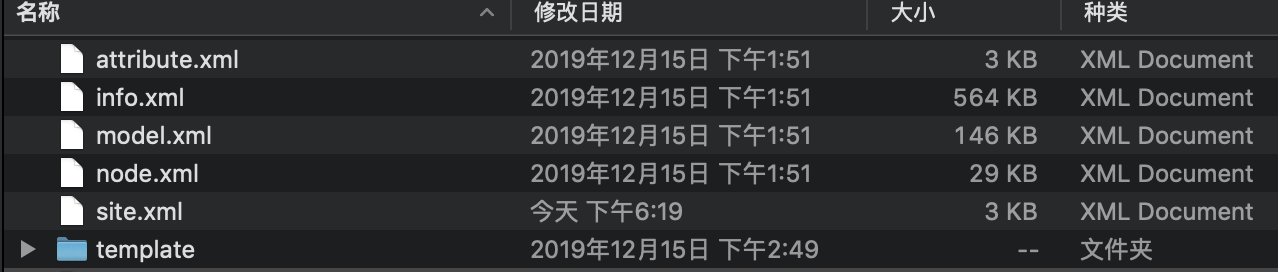 名称 修改日期 大小 种类
attribute.xml 2019年12月15日 下午1:51 3 KB XML Document
info.xml 2019年12月15日 下午1:51 564 KB XML Document
model.xml 2019年12月15日 下午1:51 146 KB XML Document
node.xml 2019年12月15日 下午1:51 29 KB XML Document
site.xml 今天 下午6:19 3 KB XML Document
template 2019年12月15日 下午2:49 -- 文件夹